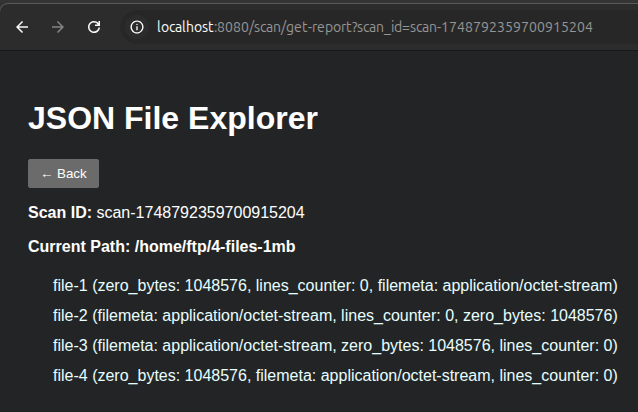 localhost:8080/scan/get-report?scan_id=scan-1748792359700915204
JSON File Explorer
← Back
Scan ID: scan-1748792359700915204
Current Path: /home/ftp/4-files-1mb
file-1 (zero_bytes: 1048576, lines_counter: 0, filemeta: application/octet-stream)
file-2 (filemeta: application/octet-stream, lines_counter: 0, zero_bytes: 1048576)
file-3 (filemeta: application/octet-stream, zero_bytes: 1048576, lines_counter: 0)
file-4 (zero_bytes: 1048576, filemeta: application/octet-stream, lines_counter: 0)